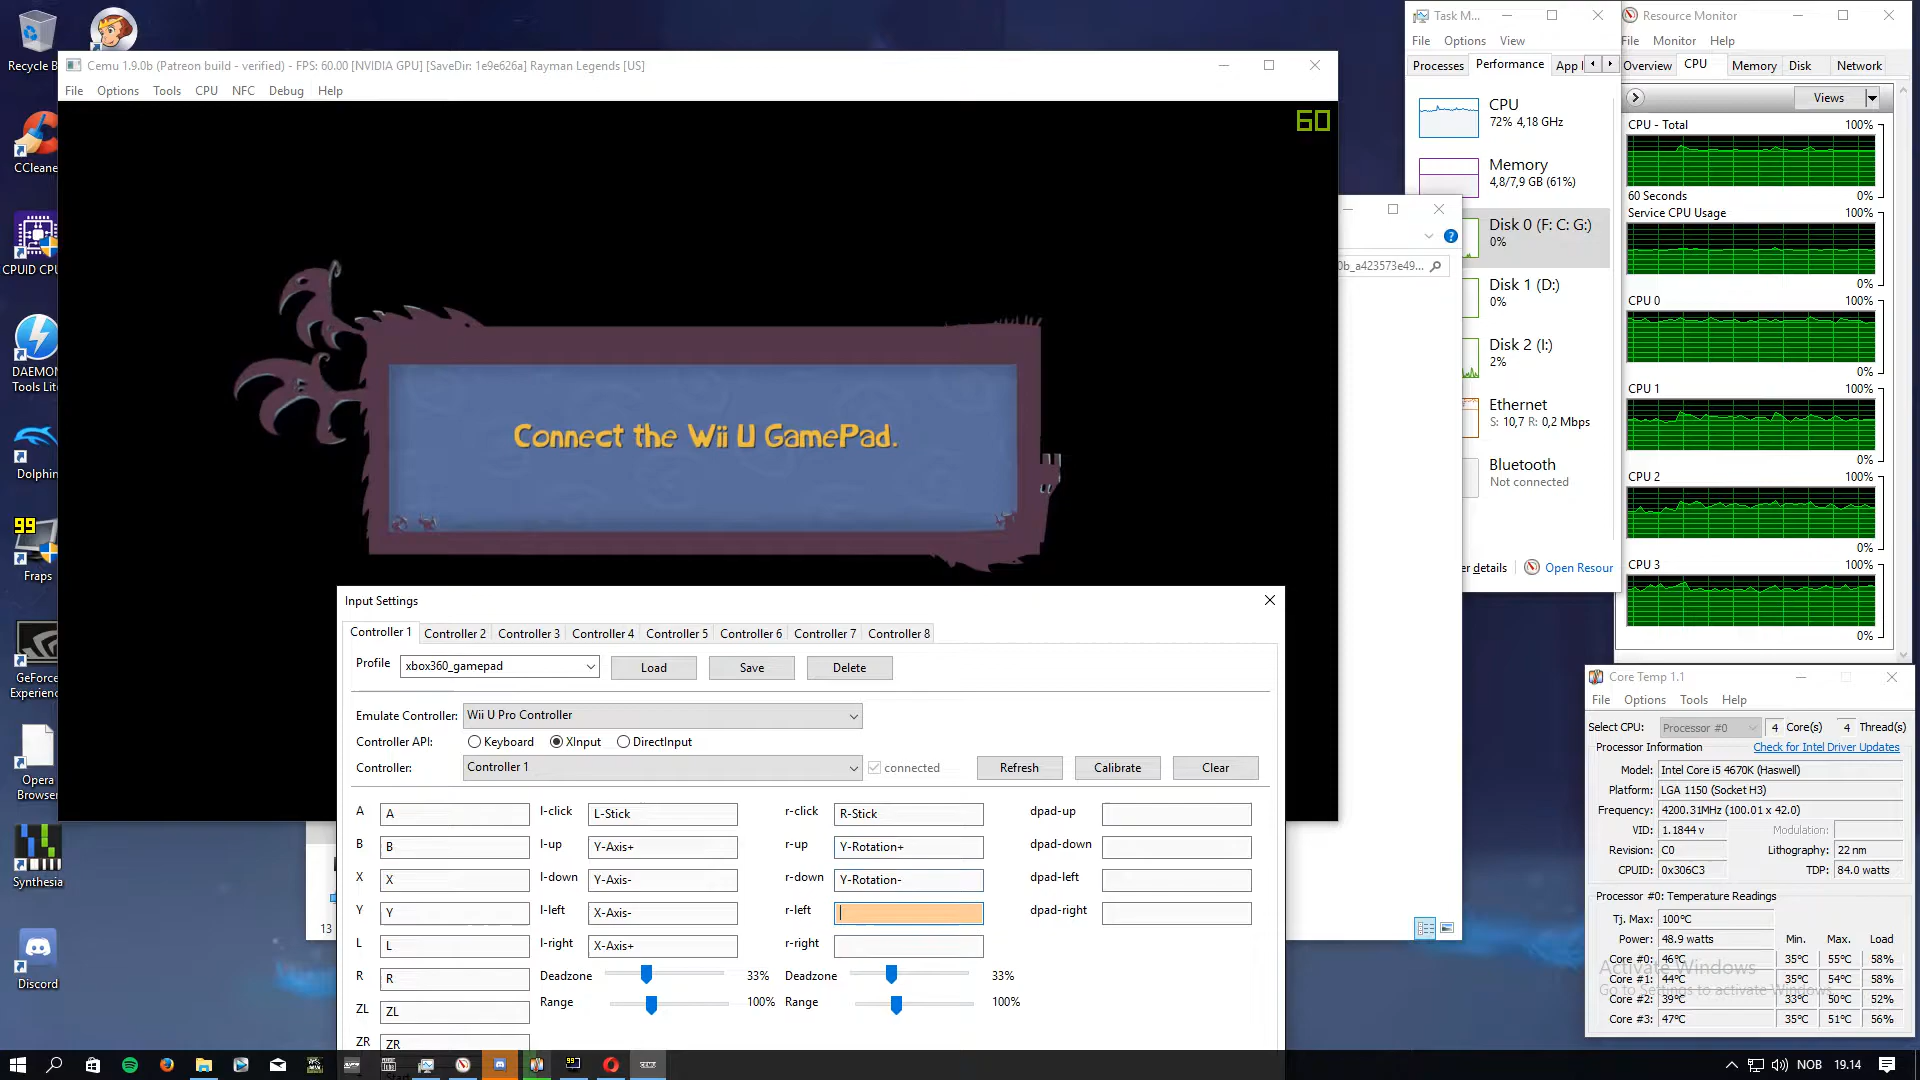 Recycle B
CCleane
CPUID CPU
DAEMON
Tools Lite
Dolphin
99
Fraps
GeForce
Experienc
Opera
Browser
Synthesia
Discord
Cemu 1.9.0b (Patreon build - verified) - FPS: 60.00 [NVIDIA GPU] [SaveDir: 1e9e626a] Rayman Legends [US]
File Options Tools CPU NFC Debug Help
60
Connect the Wii U GamePad.
Input Settings
Controller 1 Controller 2 Controller 3 Controller 4 Controller 5 Controller 6 Controller 7 Controller 8
Profile xbox360_gamepad Load Save Delete
Emulate Controller: Wii U Pro Controller
Controller API: Keyboard XInput DirectInput
Controller: Controller 1 connected Refresh Calibrate Clear
A A l-click L-Stick r-click R-Stick dpad-up
B B l-up Y-Axis+ r-up Y-Rotation+ dpad-down
X X l-down Y-Axis- r-down Y-Rotation- dpad-left
Y Y l-left X-Axis- r-left dpad-right
L L l-right X-Axis+ r-right
R R Deadzone 33% Deadzone 33%
ZL ZL Range 100% Range 100%
ZR ZR
13
0b_a423573e49...
Task M...
File Options View
Processes Performance App
CPU
72% 4,18 GHz
Memory
4,8/7,9 GB (61%)
Disk 0 (F: C: G:)
0%
Disk 1 (D:)
0%
Disk 2 (I:)
2%
Ethernet
S: 10,7 R: 0,2 Mbps
Bluetooth
Not connected
er details Open Resour
Resource Monitor
File Monitor Help
Overview CPU Memory Disk Network
Views
CPU - Total 100%
60 Seconds 0%
Service CPU Usage 100%
0%
CPU 0 100%
0%
CPU 1 100%
0%
CPU 2 100%
0%
CPU 3 100%
0%
Core Temp 1.1
File Options Tools Help
Select CPU: Processor #0 4 Core(s) 4 Thread(s)
Processor Information Check for Intel Driver Updates
Model: Intel Core i5 4670K (Haswell)
Platform: LGA 1150 (Socket H3)
Frequency: 4200.31MHz (100.01 x 42.0)
VID: 1.1844 v Modulation:
Revision: C0 Lithography: 22 nm
CPUID: 0x306C3 TDP: 84.0 watts
Processor #0: Temperature Readings
Tj. Max: 100°C
Power: 48.9 watts Min. Max. Load
Core #0: 46°C 35°C 55°C 58%
Core #1: 44°C 35°C 54°C 58%
Core #2: 39°C 33°C 50°C 52%
Core #3: 47°C 35°C 51°C 56%
Activate Windows
Go to Settings to activate Windows.
NOB 19.14